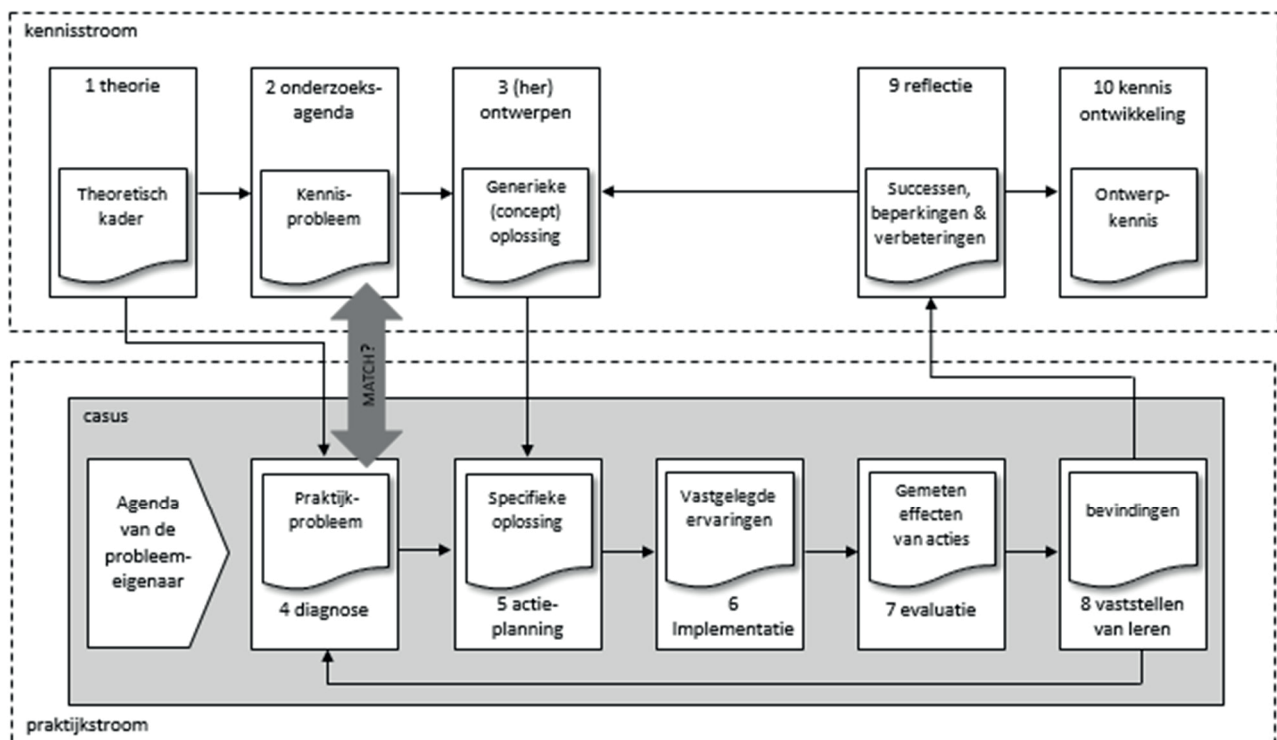 kennisstroom
1 theorie
Theoretisch
kader
2 onderzoeks-
agenda
Kennis-
probleem
3 (her)
ontwerpen
Generieke
(concept)
oplossing
9 reflectie
Successen,
beperkingen &
verbeteringen
10 kennis
ontwikkeling
Ontwerp-
kennis
MATCH?
casus
Agenda
van de
probleem-
eigenaar
Praktijk-
probleem
4 diagnose
Specifieke
oplossing
5 actie-
planning
Vastgelegde
ervaringen
6
Implementatie
Gemeten
effecten
van acties
7 evaluatie
bevindingen
8 vaststellen
van leren
praktijkstroom